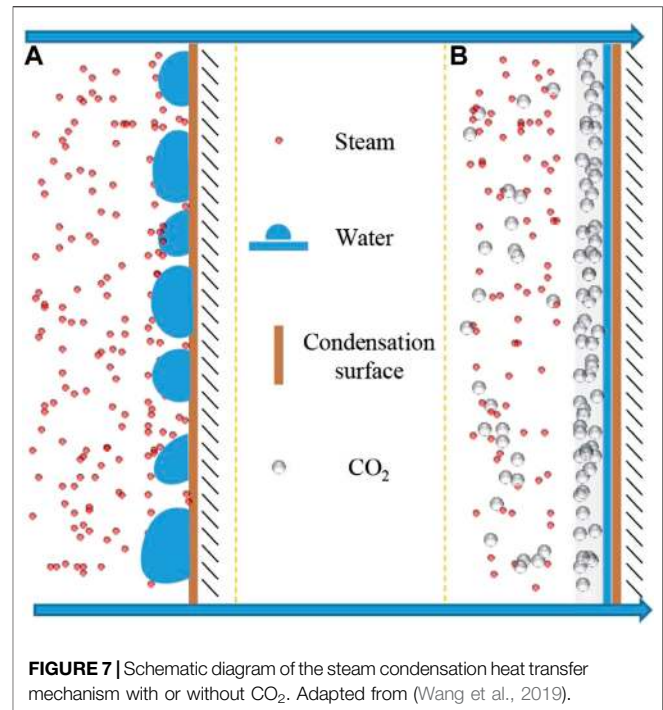 A
B
Steam
Water
Condensation
surface
CO₂
FIGURE 7 | Schematic diagram of the steam condensation heat transfer
mechanism with or without CO₂. Adapted from (Wang et al., 2019).